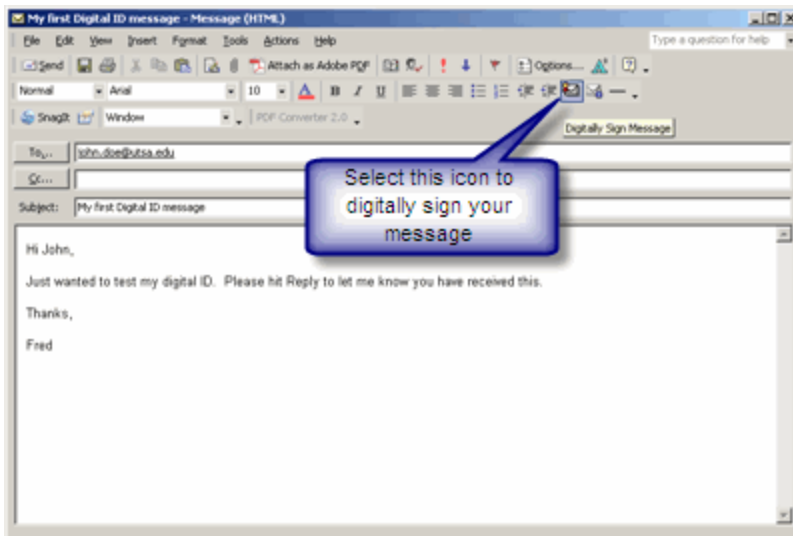 My first Digital ID message - Message (HTML)
File Edit View Insert Format Tools Actions Help
Type a question for help
Send Attach as Adobe PDF Options...
Normal Arial 10 A B I U
SnagIt Window PDF Converter 2.0
Digitally Sign Message
To... john.doe@utsa.edu
Cc...
Subject: My first Digital ID message
Select this icon to
digitally sign your
message
Hi John,
Just wanted to test my digital ID. Please hit Reply to let me know you have received this.
Thanks,
Fred